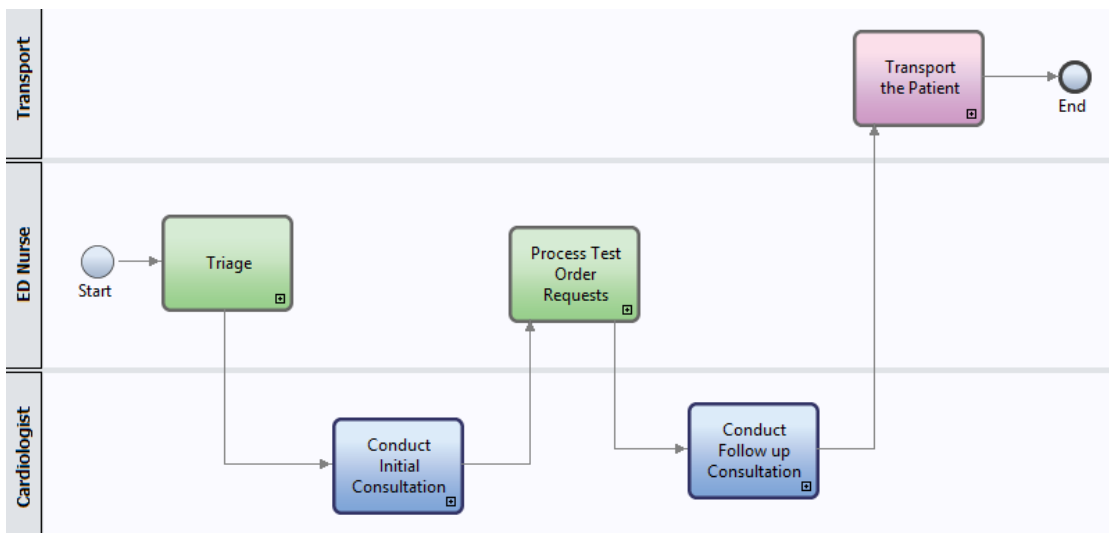 Transport
Transport
the Patient
End
ED Nurse
Start
Triage
Process Test
Order
Requests
Cardiologist
Conduct
Initial
Consultation
Conduct
Follow up
Consultation